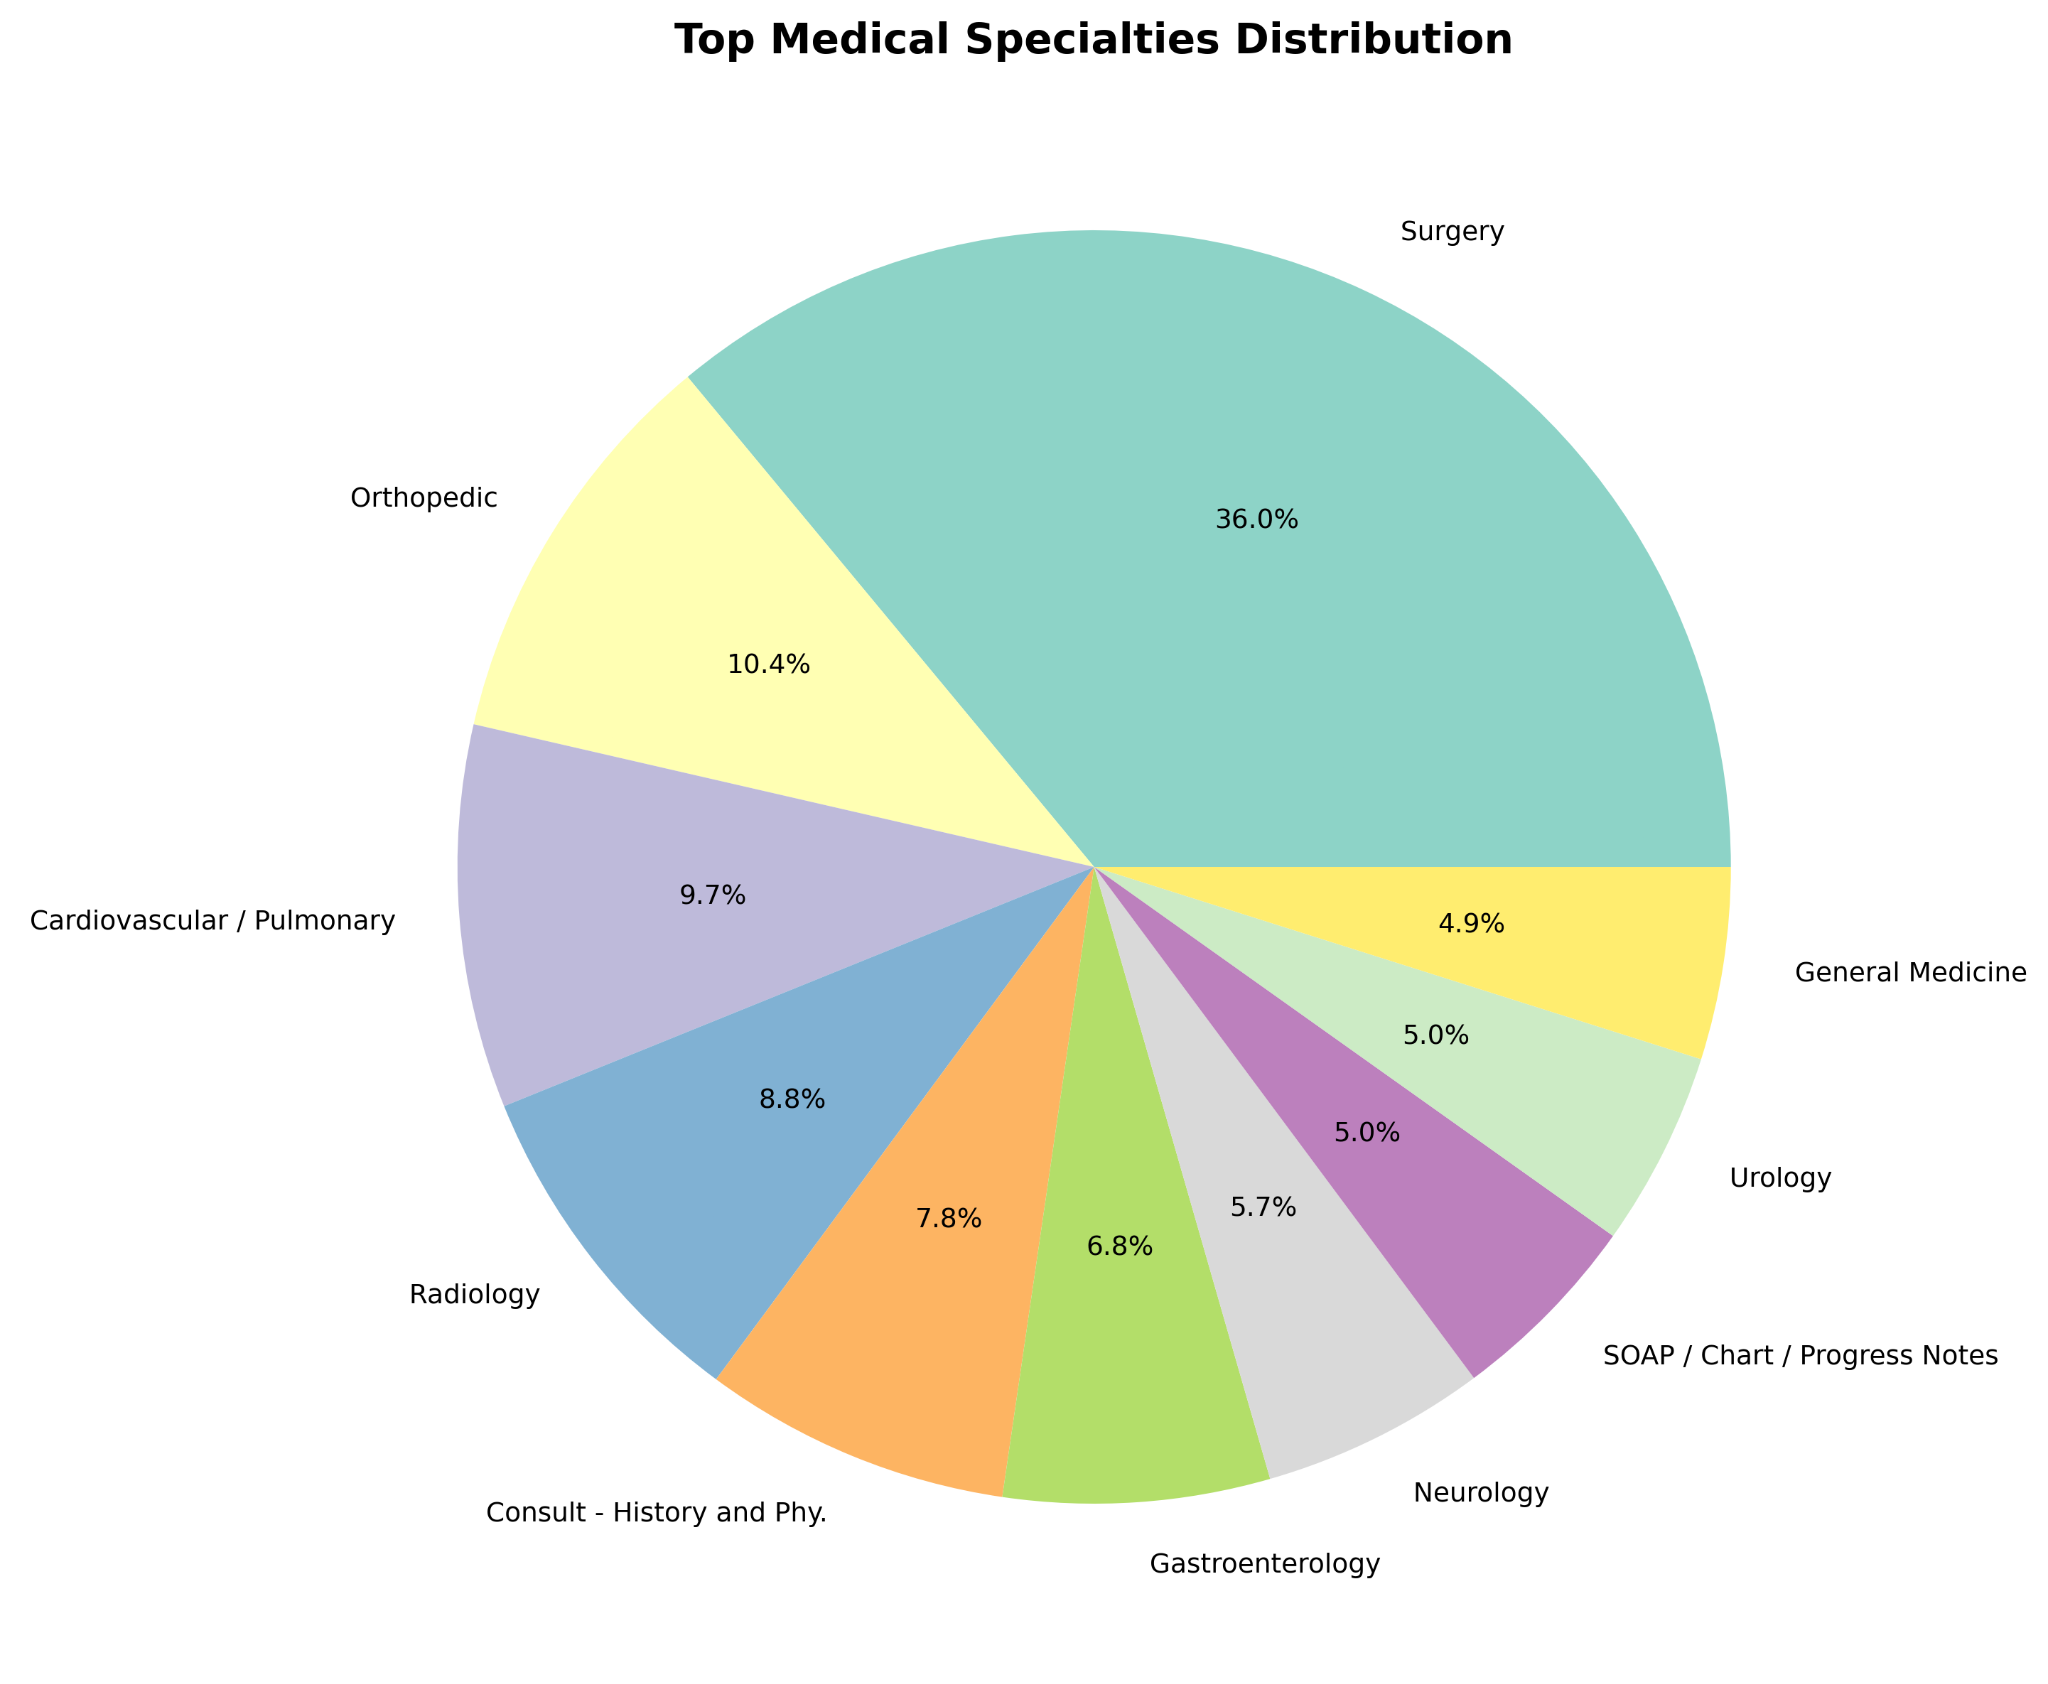 Top Medical Specialties Distribution
Surgery
36.0%
Orthopedic
10.4%
Cardiovascular / Pulmonary
9.7%
Radiology
8.8%
Consult - History and Phy.
7.8%
Gastroenterology
6.8%
Neurology
5.7%
SOAP / Chart / Progress Notes
5.0%
Urology
5.0%
General Medicine
4.9%